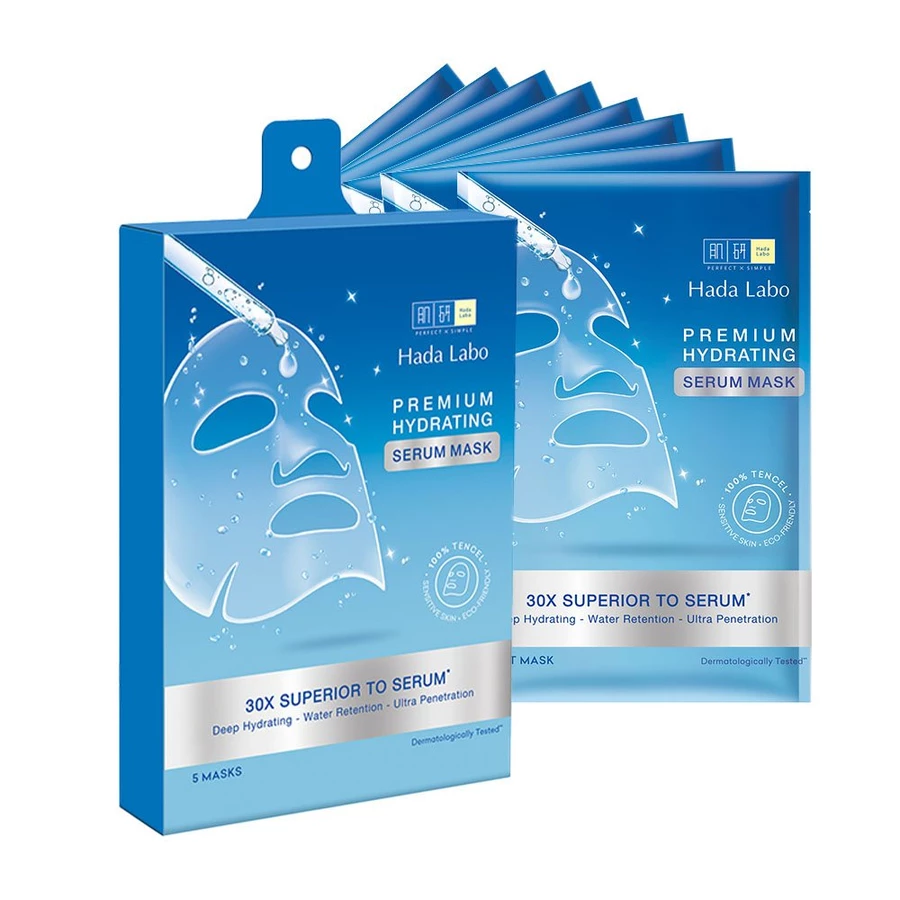 肌 研 Hada Labo
PERFECT × SIMPLE
Hada Labo
PREMIUM
HYDRATING
SERUM MASK
100% TENCEL
SENSITIVE SKIN • ECO-FRIENDLY
30X SUPERIOR TO SERUM*
Deep Hydrating - Water Retention - Ultra Penetration
Dermatologically Tested**
5 MASKS
肌 研 Hada Labo
PERFECT × SIMPLE
Hada Labo
PREMIUM
HYDRATING
SERUM MASK
100% TENCEL
SENSITIVE SKIN • ECO-FRIENDLY
30X SUPERIOR TO SERUM*
Hydrating - Water Retention - Ultra Penetration
MASK
Dermatologically Tested**